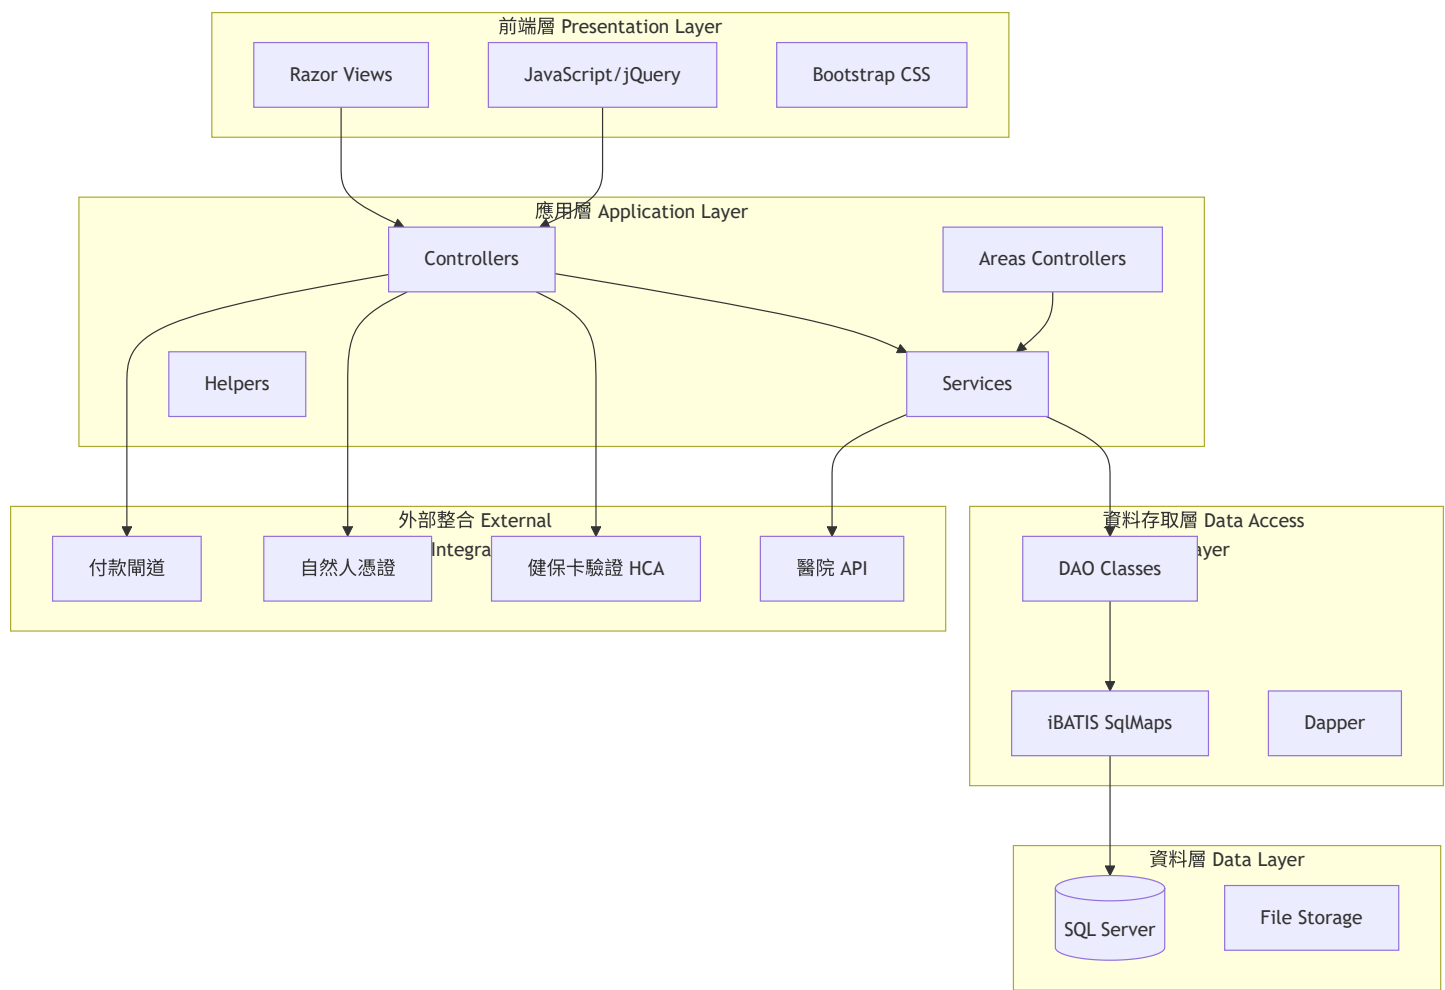 前端層 Presentation Layer
Razor Views
JavaScript/jQuery
Bootstrap CSS
應用層 Application Layer
Controllers
Areas Controllers
Helpers
Services
外部整合 External
付款閘道
自然人憑證
健保卡驗證 HCA
醫院 API
資料存取層 Data Access
DAO Classes
iBATIS SqlMaps
Dapper
資料層 Data Layer
SQL Server
File Storage